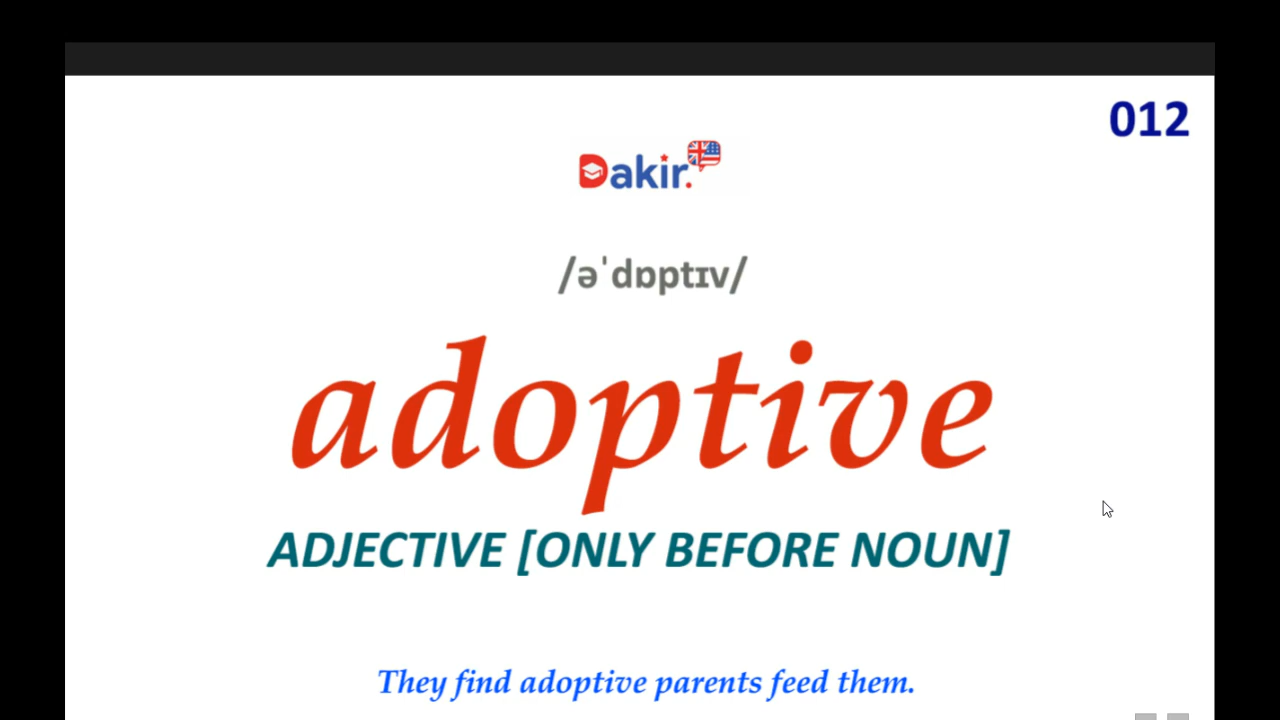 012
Dakir.
/əˈdɒptɪv/
adoptive
ADJECTIVE [ONLY BEFORE NOUN]
They find adoptive parents feed them.